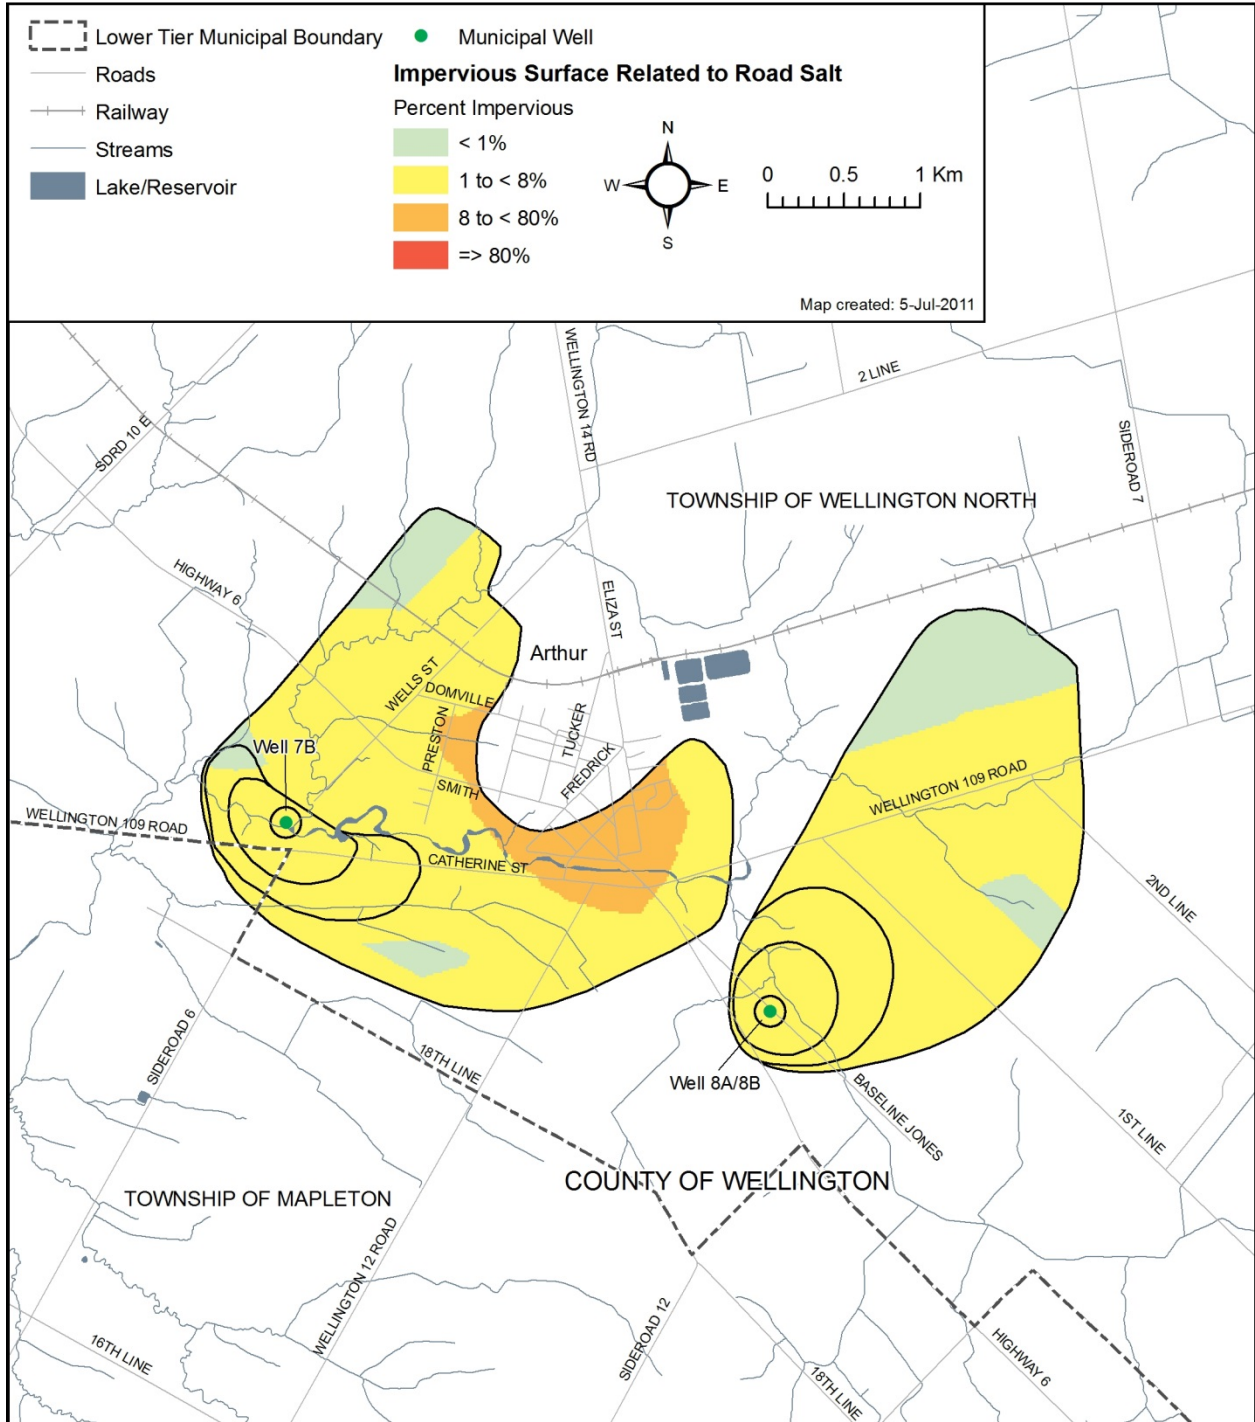 Lower Tier Municipal Boundary
Roads
Railway
Streams
Lake/Reservoir
Municipal Well
Impervious Surface Related to Road Salt
Percent Impervious
< 1%
1 to < 8%
8 to < 80%
=> 80%
N
W
E
S
0 0.5 1 Km
Map created: 5-Jul-2011
WELLINGTON 14 RD
2 LINE
SDRD 10 E
SIDEROAD 7
TOWNSHIP OF WELLINGTON NORTH
HIGHWAY 6
ELIZA ST
Arthur
WELLS ST
DOMVILLE
PRESTON
TUCKER
FREDRICK
SMITH
Well 7B
WELLINGTON 109 ROAD
WELLINGTON 109 ROAD
CATHERINE ST
2ND LINE
SIDEROAD 6
18TH LINE
Well 8A/8B
BASELINE JONES
1ST LINE
COUNTY OF WELLINGTON
TOWNSHIP OF MAPLETON
WELLINGTON 12 ROAD
SIDEROAD 12
16TH LINE
18TH LINE
HIGHWAY 6